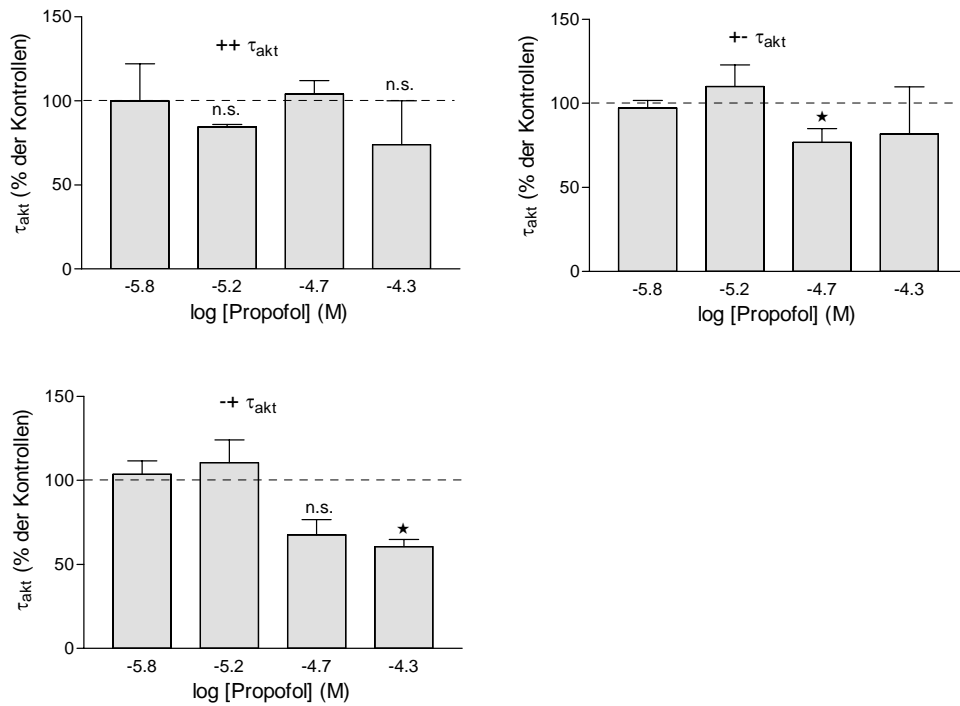 ++ τakt
τakt (% der Kontrollen)
150
100
50
0
n.s.
n.s.
-5.8 -5.2 -4.7 -4.3
log [Propofol] (M)
+- τakt
τakt (% der Kontrollen)
150
100
50
0
★
-5.8 -5.2 -4.7 -4.3
log [Propofol] (M)
-+ τakt
τakt (% der Kontrollen)
150
100
50
0
n.s.
★
-5.8 -5.2 -4.7 -4.3
log [Propofol] (M)